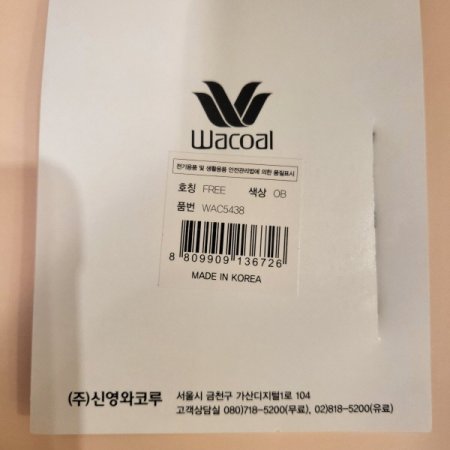 Wacoal
전기용품 및 생활용품 안전관리법에 의한 품질표시
호칭 FREE 색상 OB
품번 WAC5438
8 809909 136726
MADE IN KOREA
(주)신영와코루 서울시 금천구 가산디지털1로 104
고객상담실 080)718-5200(무료), 02)818-5200(유료)